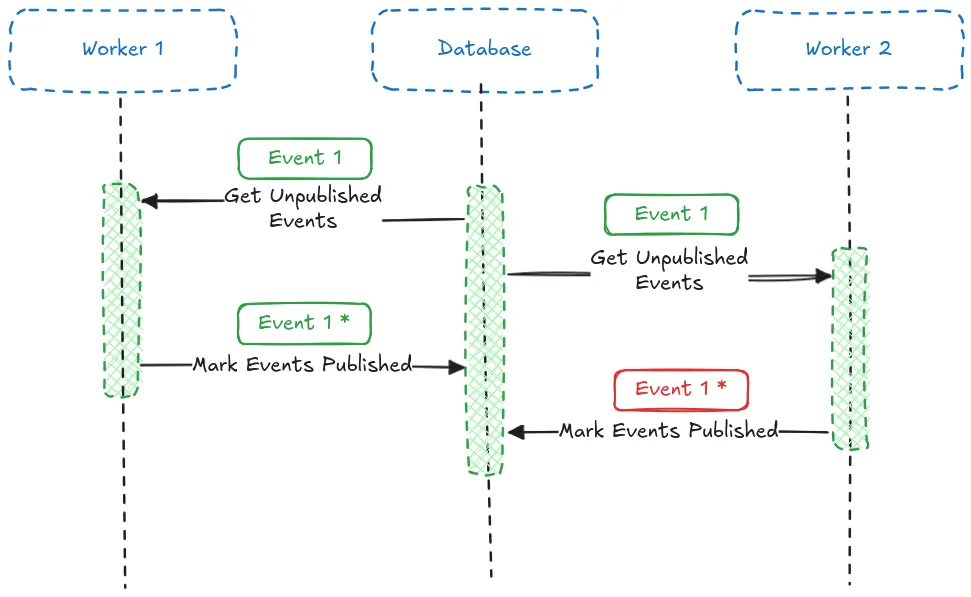 Worker 1
Database
Worker 2
Event 1
Get Unpublished
Events
Event 1
Get Unpublished
Events
Event 1 *
Mark Events Published
Event 1 *
Mark Events Published